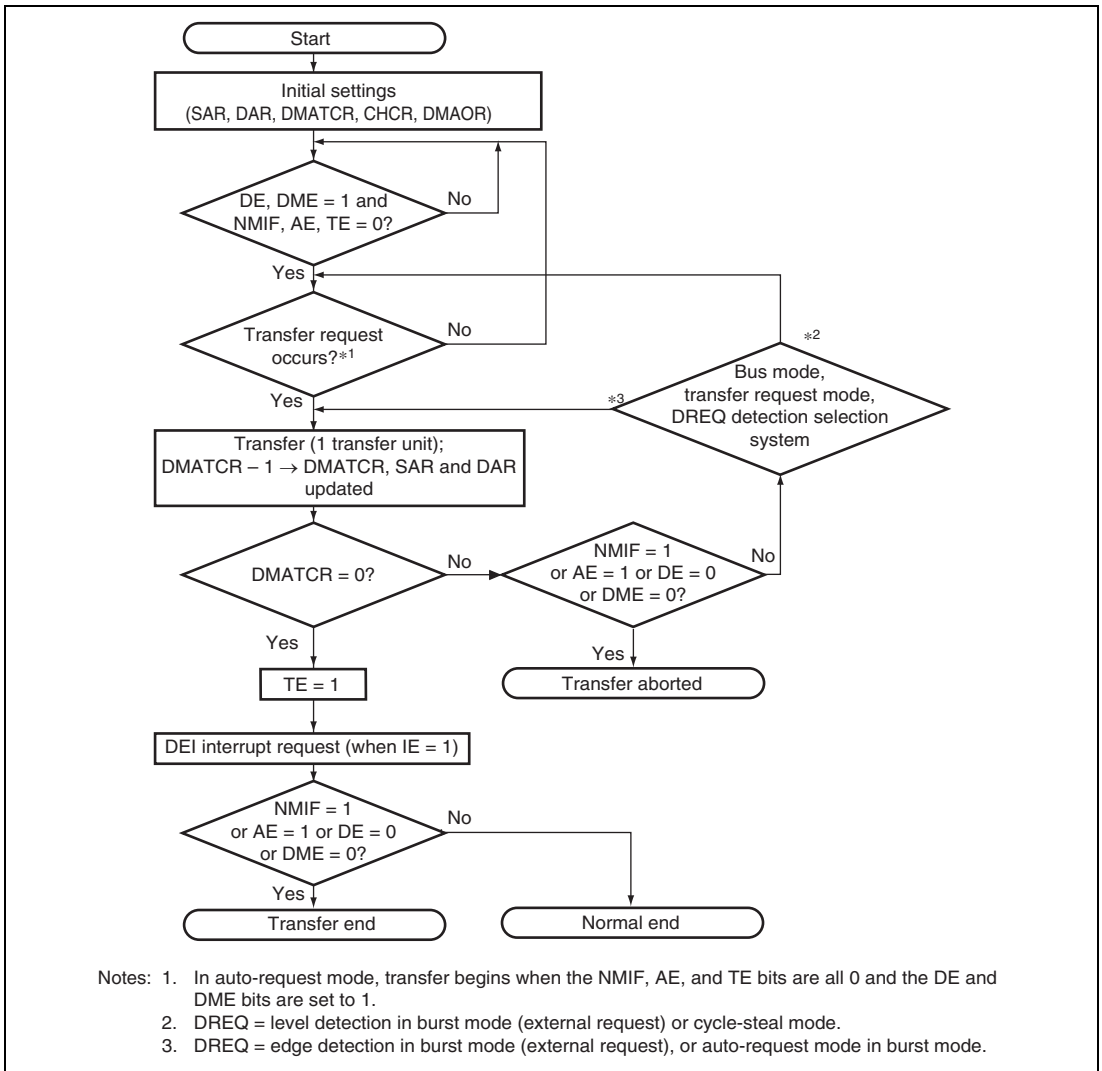 Start
Initial settings
(SAR, DAR, DMATCR, CHCR, DMAOR)
DE, DME = 1 and
NMIF, AE, TE = 0?
No
Yes
Transfer request
occurs?*1
No
Yes
*2
Bus mode,
transfer request mode,
DREQ detection selection
system
*3
Transfer (1 transfer unit);
DMATCR – 1 → DMATCR, SAR and DAR
updated
DMATCR = 0?
No
NMIF = 1
or AE = 1 or DE = 0
or DME = 0?
No
Yes
Yes
Transfer aborted
TE = 1
DEI interrupt request (when IE = 1)
NMIF = 1
or AE = 1 or DE = 0
or DME = 0?
No
Yes
Transfer end
Normal end
Notes: 1. In auto-request mode, transfer begins when the NMIF, AE, and TE bits are all 0 and the DE and
DME bits are set to 1.
2. DREQ = level detection in burst mode (external request) or cycle-steal mode.
3. DREQ = edge detection in burst mode (external request), or auto-request mode in burst mode.